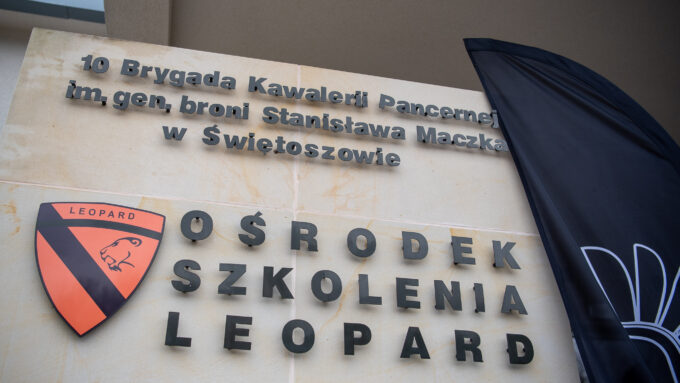 10 Brygada Kawalerii Pancernej
im. gen. broni Stanisława Maczka
w Świętoszowie
LEOPARD
OŚRODEK
SZKOLENIA
LEOPARD